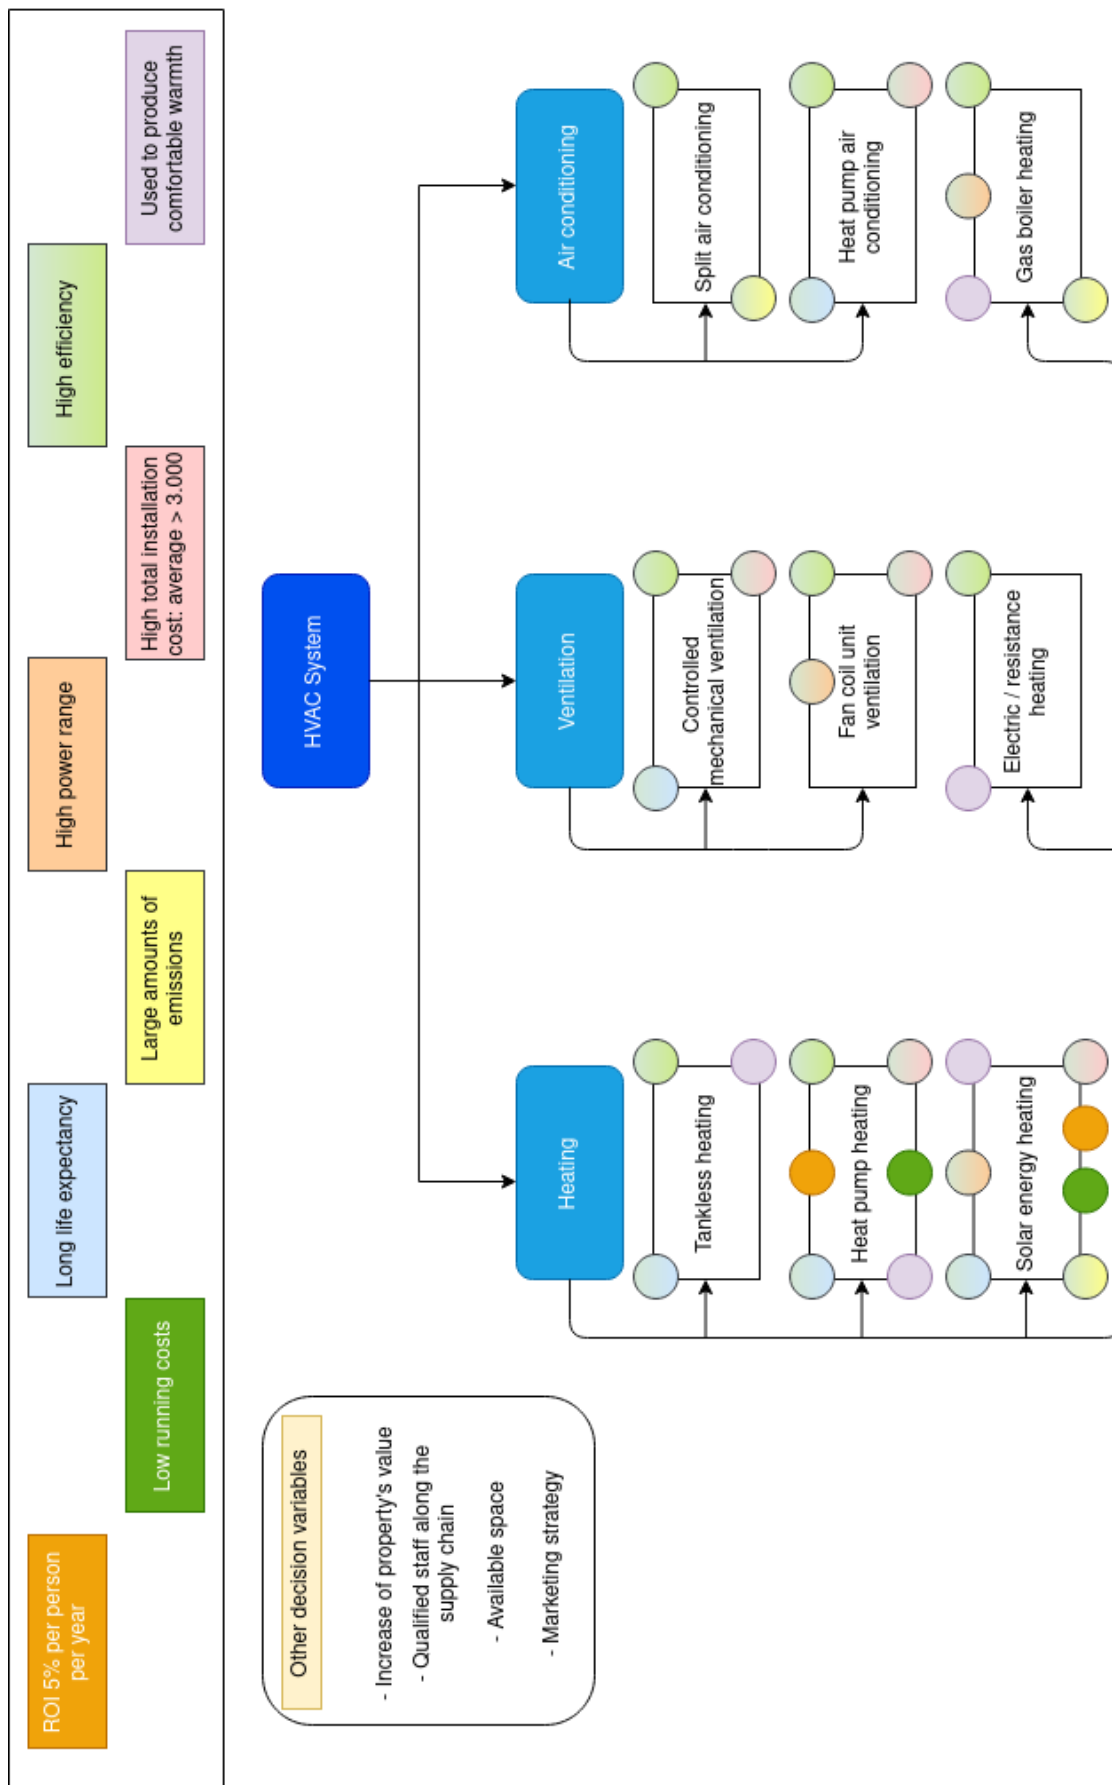 ROI 5% per person
per year
Low running costs
Long life expectancy
Large amounts of
emissions
High power range
High total installation
cost: average > 3.000
High efficiency
Used to produce
comfortable warmth
Other decision variables
- Increase of property's value
- Qualified staff along the
supply chain
- Available space
- Marketing strategy
HVAC System
Heating
Ventilation
Air conditioning
Tankless heating
Controlled
mechanical ventilation
Split air conditioning
Heat pump heating
Fan coil unit
ventilation
Heat pump air
conditioning
Solar energy heating
Electric / resistance
heating
Gas boiler heating